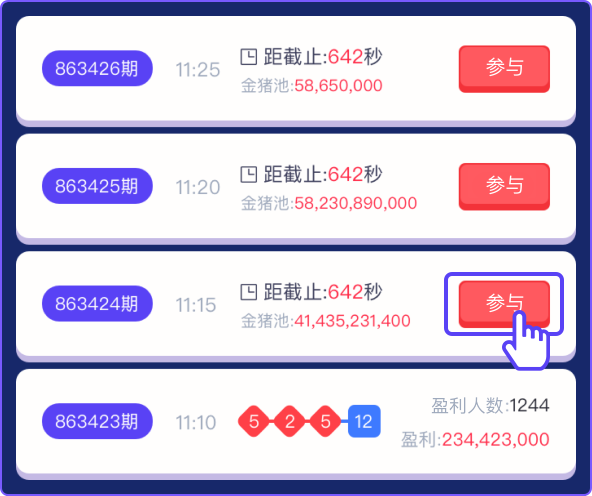 863426期 11:25 距截止:642秒 参与
金猪池:58,650,000
863425期 11:20 距截止:642秒 参与
金猪池:58,230,890,000
863424期 11:15 距截止:642秒 参与
金猪池:41,435,231,400
863423期 11:10 5 2 5 12 盈利人数:1244
盈利:234,423,000